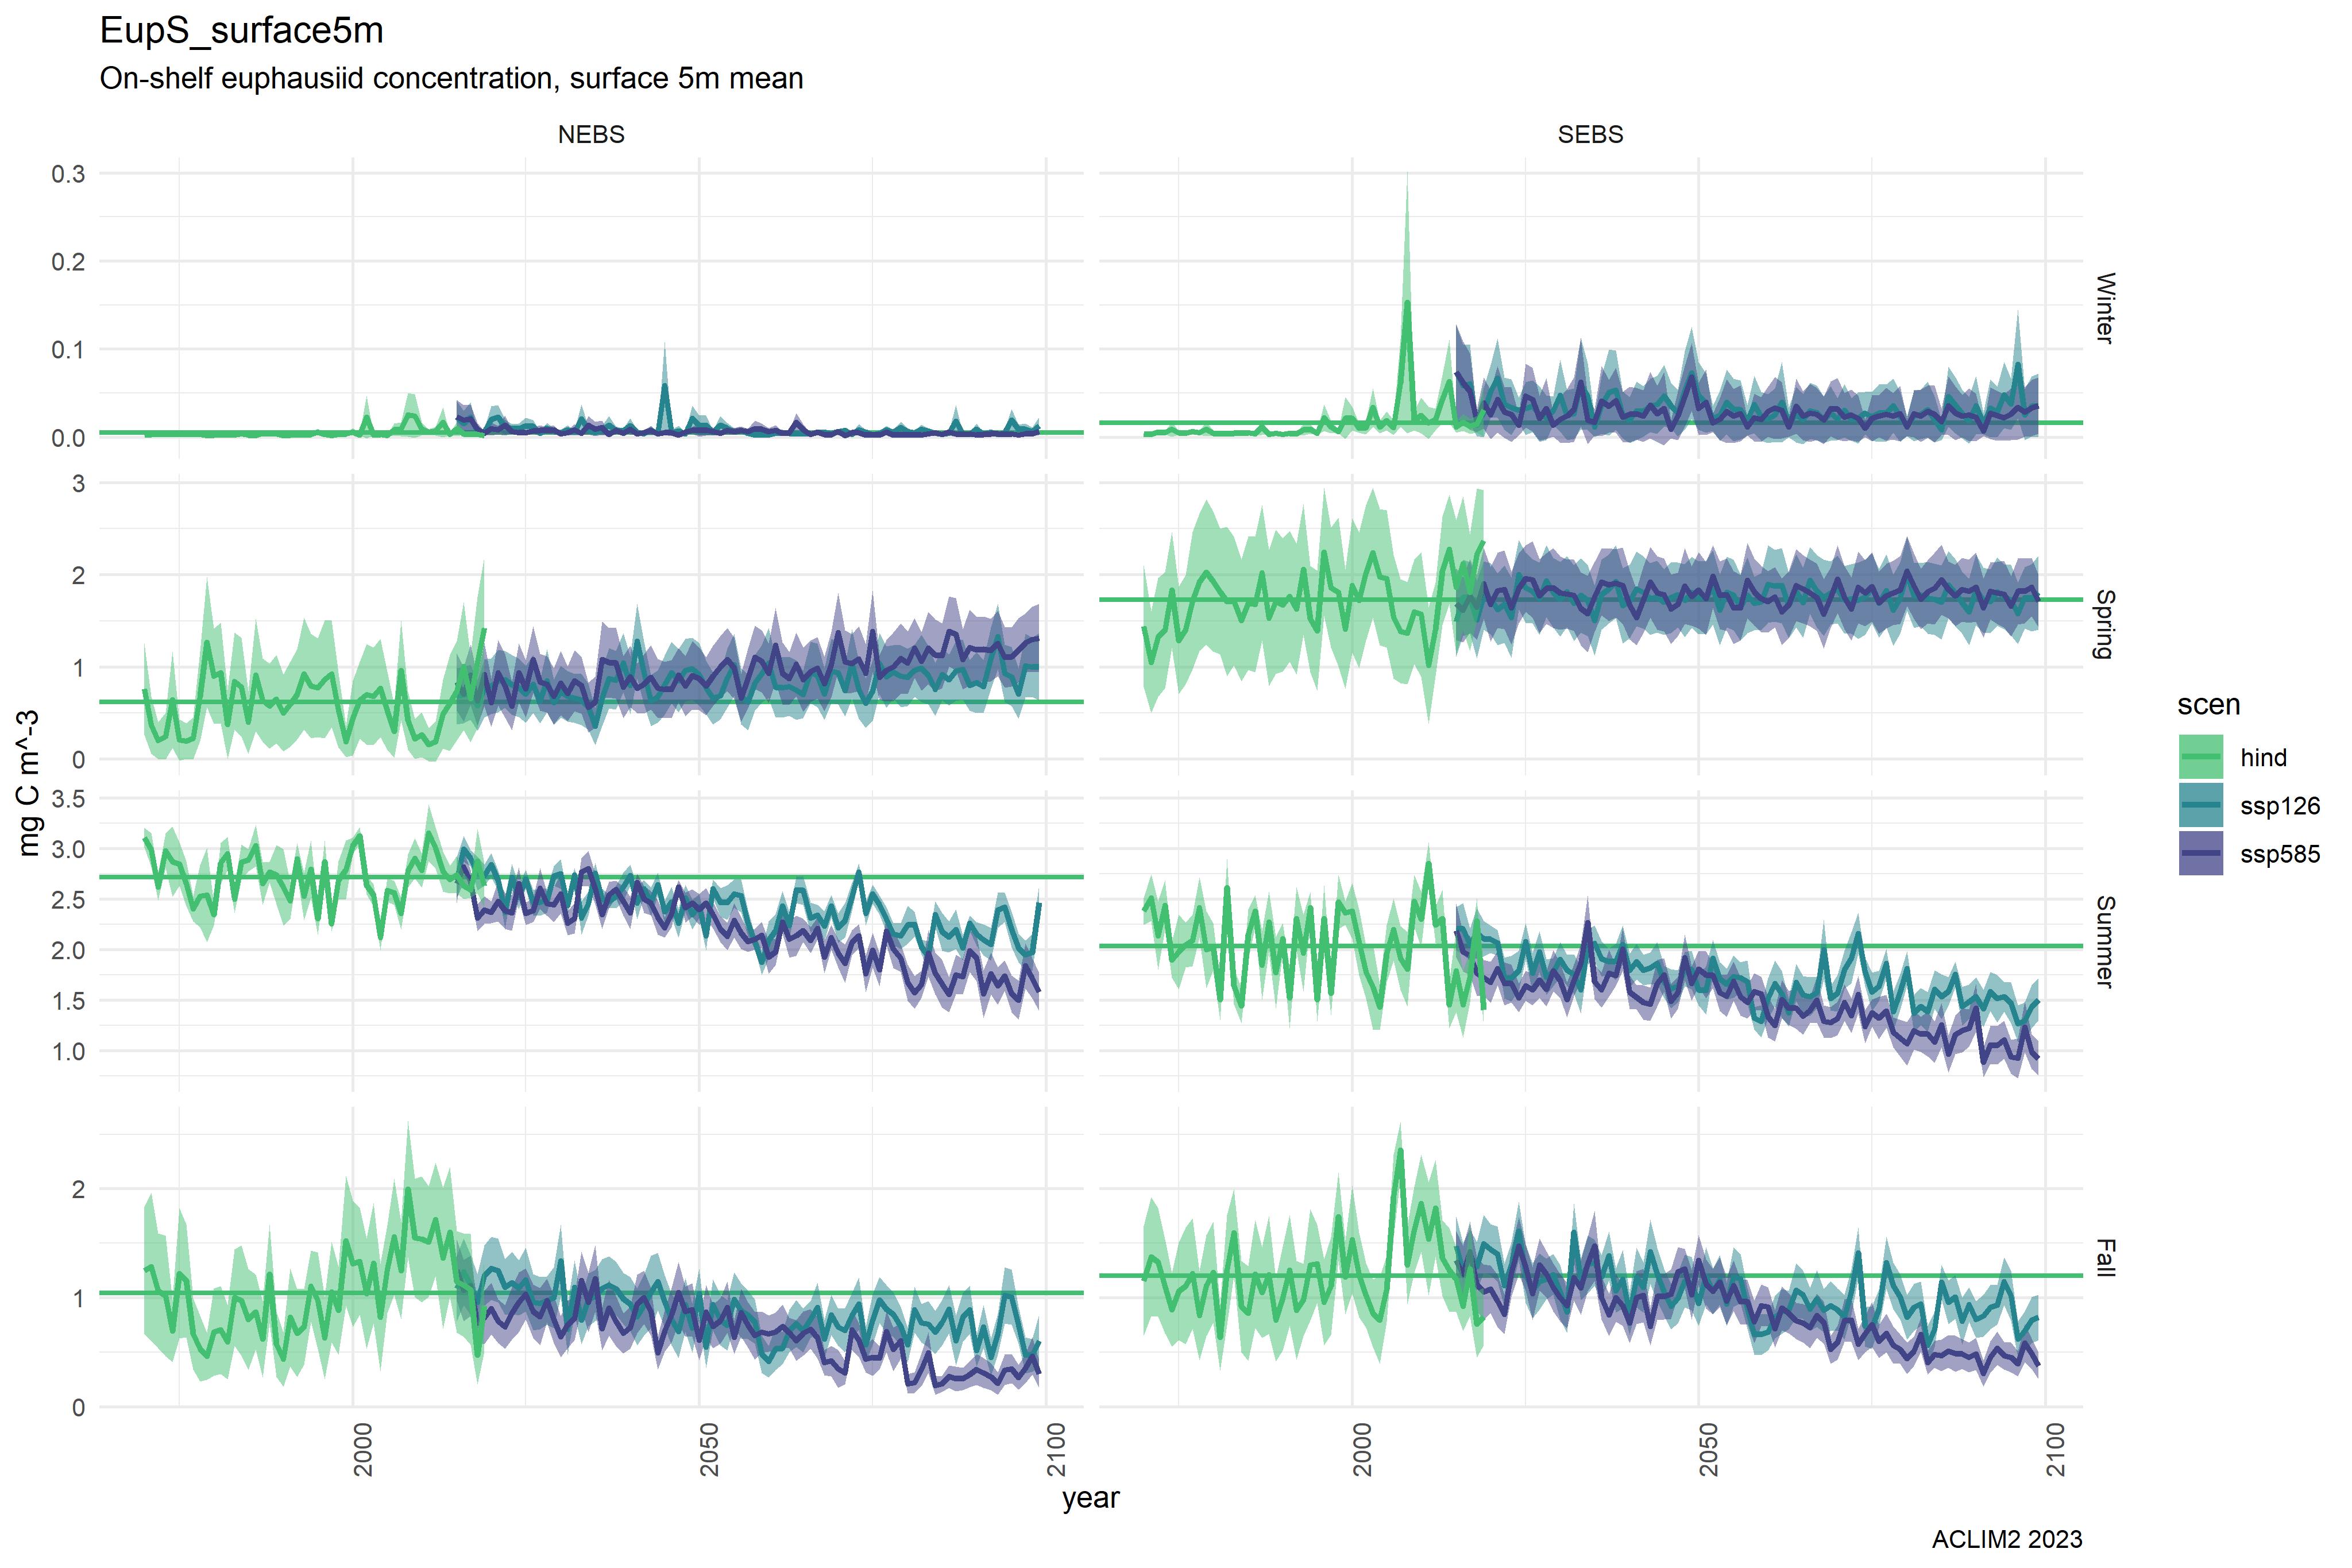 EupS_surface5m
On-shelf euphausiid concentration, surface 5m mean
NEBS
SEBS
0.3
0.2
0.1
0.0
Winter
3
2
1
0
Spring
mg C m^-3
3.5
3.0
2.5
2.0
1.5
1.0
Summer
2
1
0
Fall
2000
2050
2100
2000
2050
2100
year
scen
hind
ssp126
ssp585
ACLIM2 2023